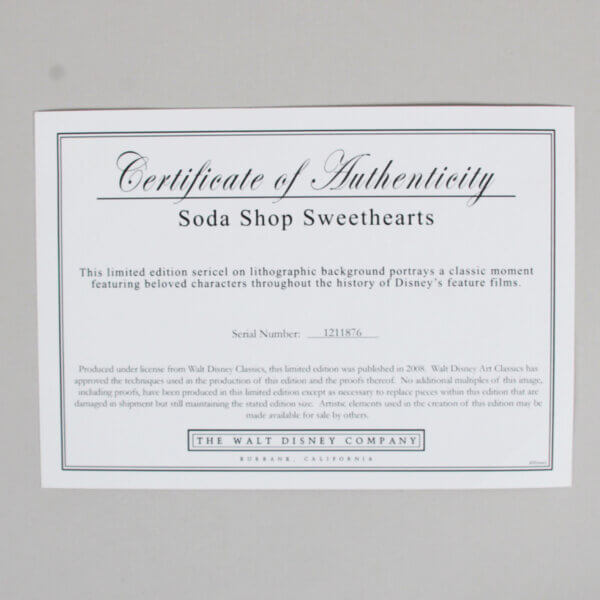 Certificate of Authenticity
Soda Shop Sweethearts
This limited edition sericel on lithographic background portrays a classic moment
featuring beloved characters throughout the history of Disney's feature films.
Serial Number: 1211876
Produced under license from Walt Disney Classics, this limited edition was published in 2008. Walt Disney Art Classics has
approved the techniques used in the production of this edition and the proofs thereof. No additional multiples of this image,
including proofs, have been produced in this limited edition except as necessary to replace pieces within this edition that are
damaged in shipment but still maintaining the stated edition size. Artistic elements used in the creation of this edition may be
made available for sale by others.
THE WALT DISNEY COMPANY
BURBANK, CALIFORNIA